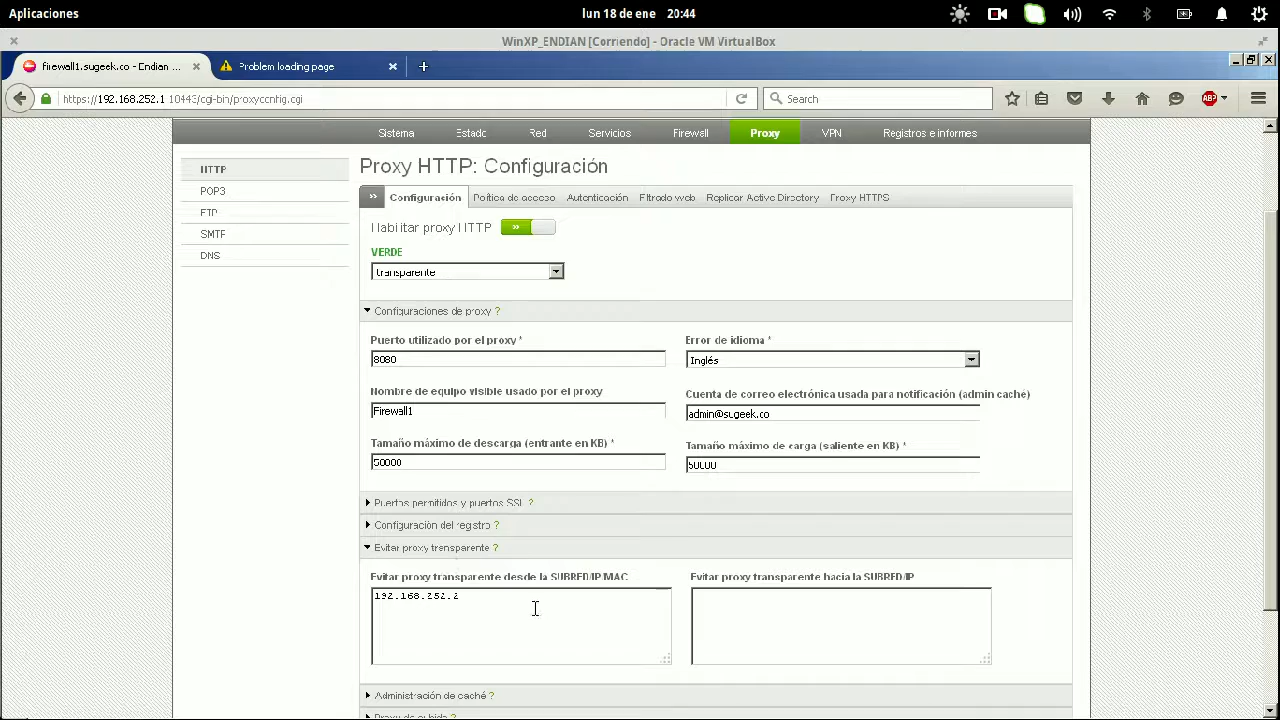 Aplicaciones
lun 18 de ene 20:44
WinXP_ENDIAN [Corriendo] - Oracle VM VirtualBox
firewall1.sugeek.co - Endian ...
Problem loading page
https://192.168.252.1:10443/cgi-bin/proxyconfig.cgi
Search
ABP
Sistema
Estado
Red
Servicios
Firewall
Proxy
VPN
Registros e informes
HTTP
POP3
FTP
SMTP
DNS
Proxy HTTP: Configuración
»
Configuración
Política de acceso
Autenticación
Filtrado web
Replicar Active Directory
Proxy HTTPS
Habilitar proxy HTTP
»
VERDE
transparente
Configuraciones de proxy ?
Puerto utilizado por el proxy *
Error de idioma *
8080
Inglés
Nombre de equipo visible usado por el proxy
Cuenta de correo electrónica usada para notificación (admin caché)
Firewall1
admin@sugeek.co
Tamaño máximo de descarga (entrante en KB) *
Tamaño máximo de carga (saliente en KB) *
50000
50000
Puertos permitidos y puertos SSL ?
Configuración del registro ?
Evitar proxy transparente ?
Evitar proxy transparente desde la SUBRED/IP/MAC
Evitar proxy transparente hacia la SUBRED/IP
192.168.252.2
Administración de caché ?
Proxy de subida ?